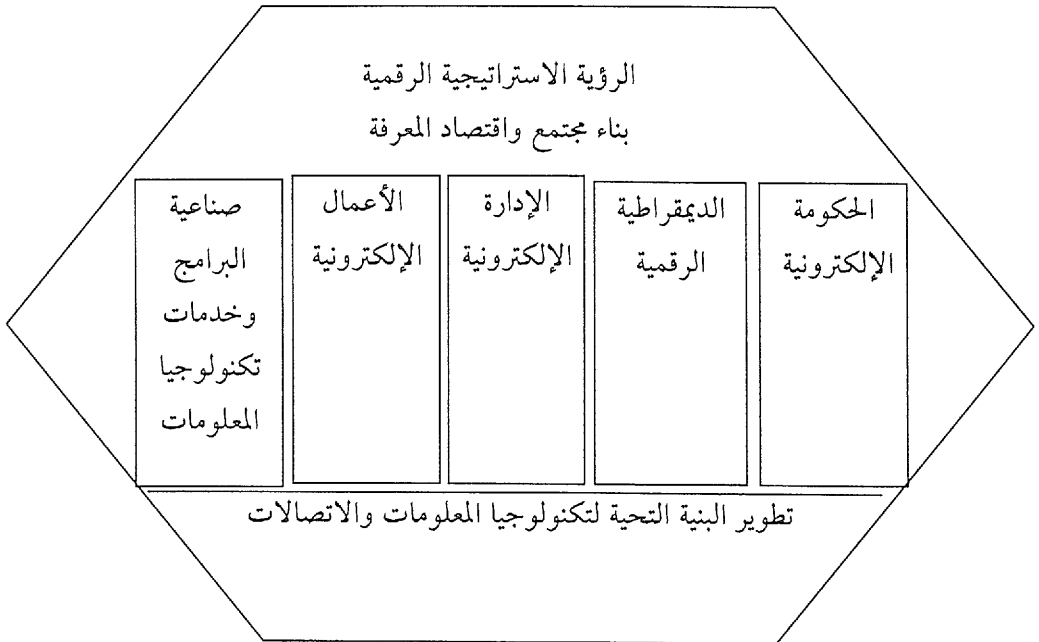 الرؤية الاستراتيجية الرقمية
بناء مجتمع واقتصاد المعرفة
الحكومة
الإلكترونية
الديمقراطية
الرقمية
الإدارة
الإلكترونية
الأعمال
الإلكترونية
صناعية
البرامج
وخدمات
تكنولوجيا
المعلومات
تطوير البنية التحية لتكنولوجيا المعلومات والاتصالات